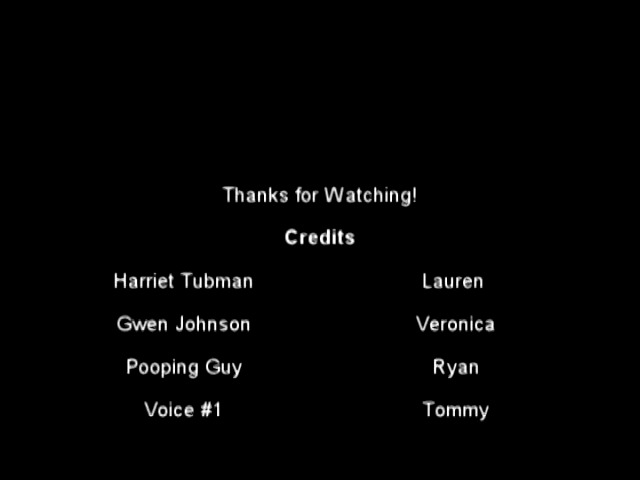 Thanks for Watching!
Credits
Harriet Tubman Lauren
Gwen Johnson Veronica
Pooping Guy Ryan
Voice #1 Tommy